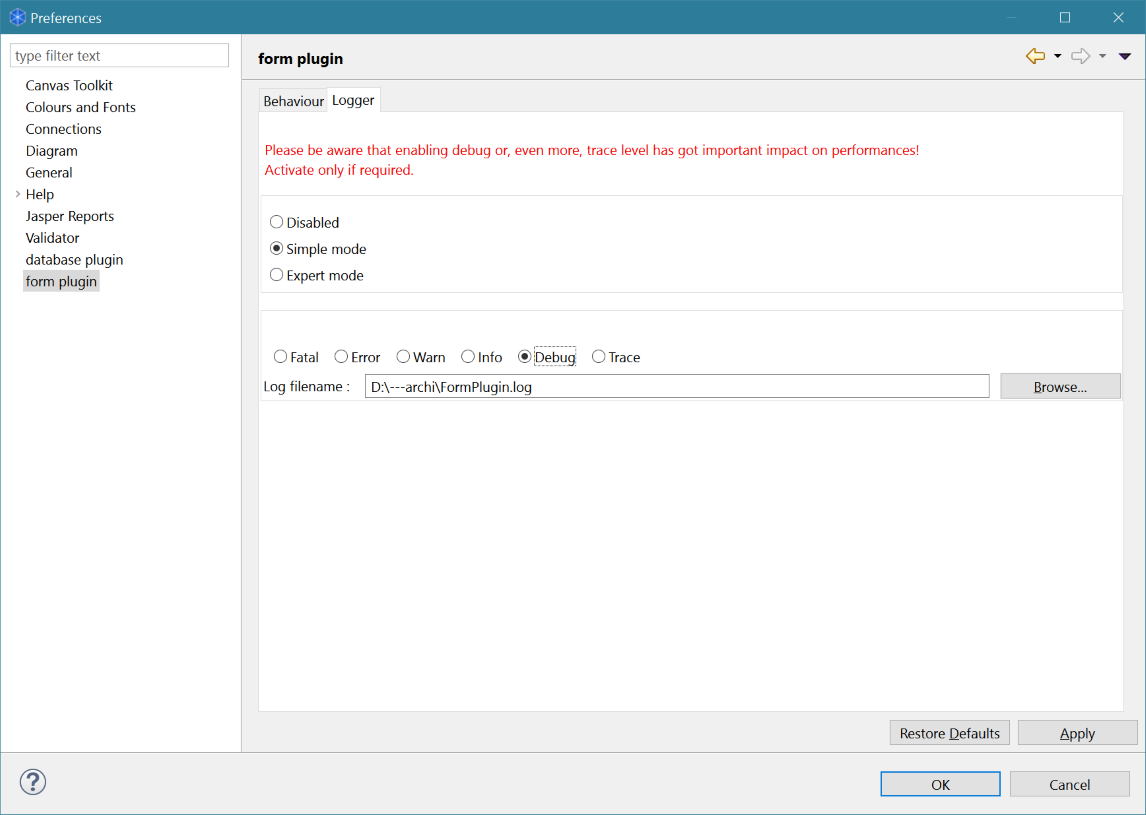 Preferences
type filter text
Canvas Toolkit
Colours and Fonts
Connections
Diagram
General
Help
Jasper Reports
Validator
database plugin
form plugin
form plugin
Behaviour Logger
Please be aware that enabling debug or, even more, trace level has got important impact on performances!
Activate only if required.
Disabled
Simple mode
Expert mode
Fatal Error Warn Info Debug Trace
Log filename : D:\---archi\FormPlugin.log Browse...
Restore Defaults Apply
? OK Cancel